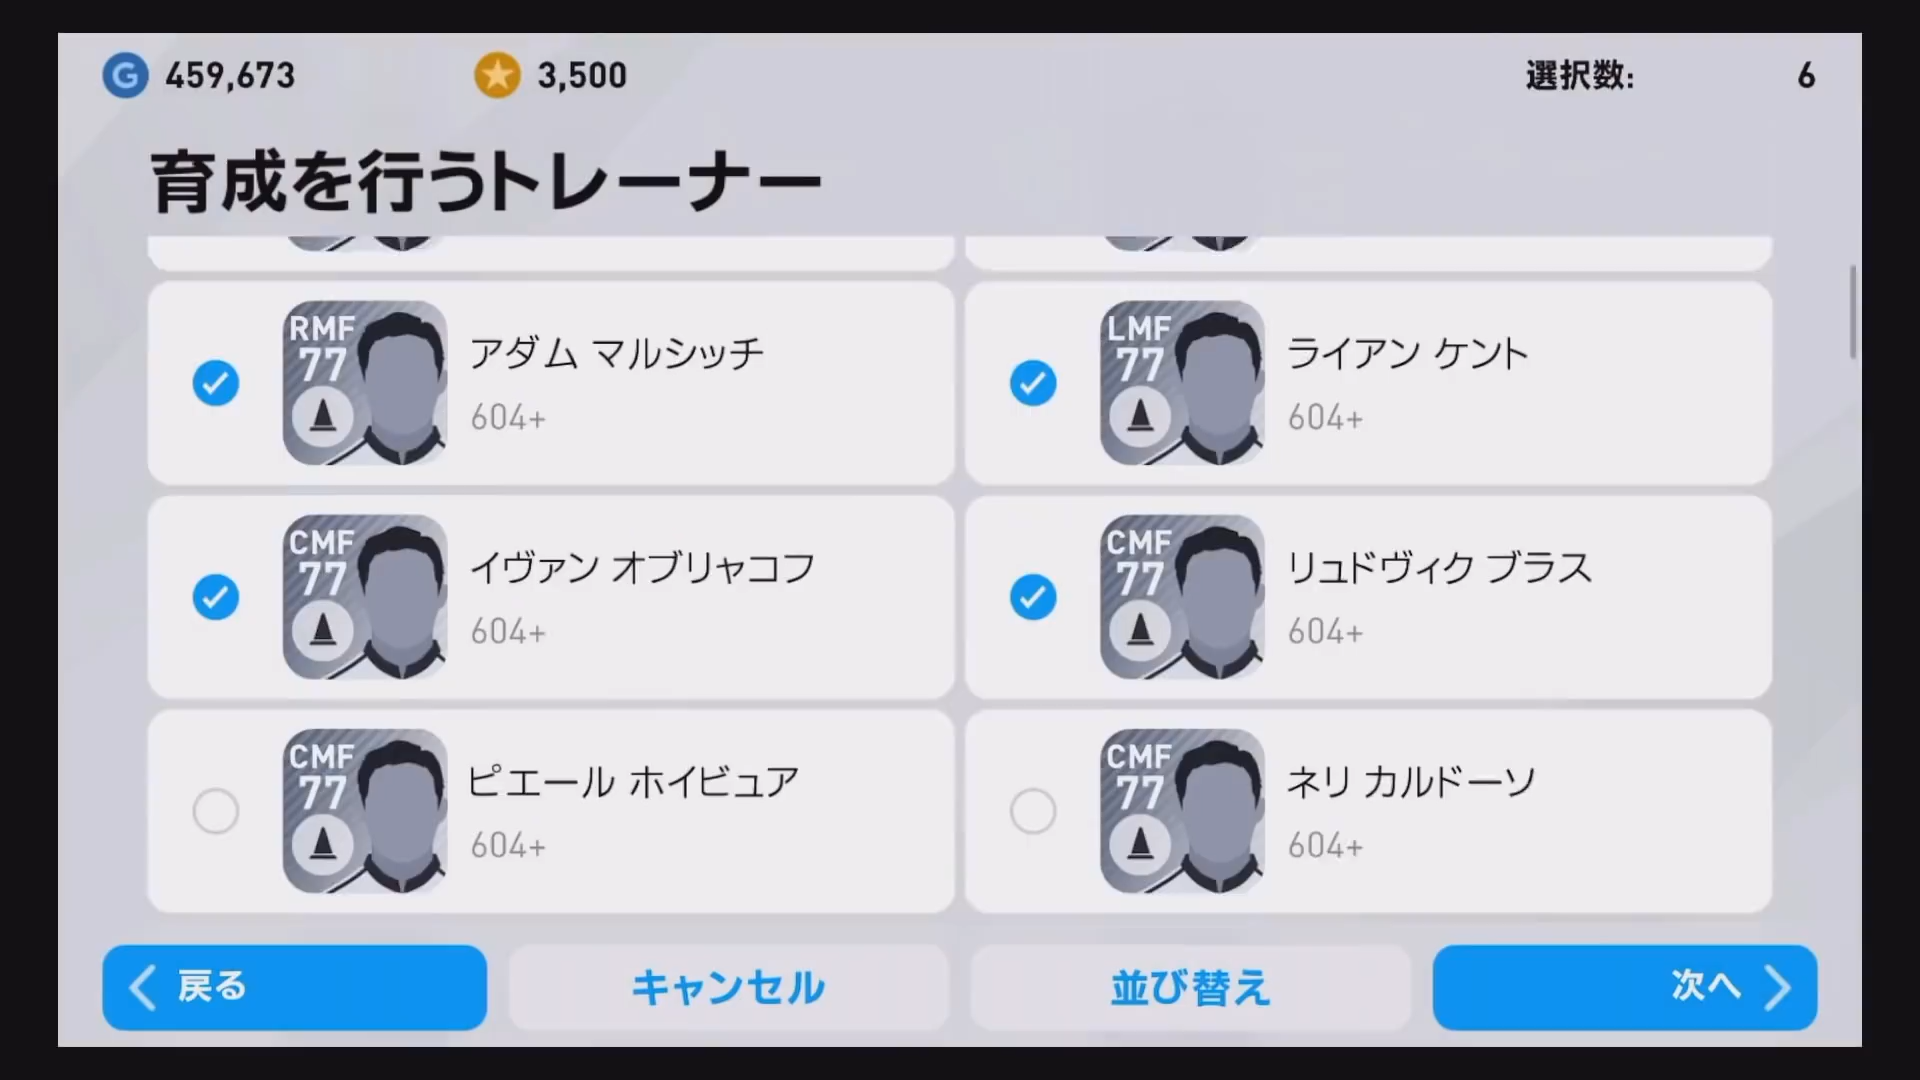 G 459,673
3,500
選択数: 6
育成を行うトレーナー
RMF
77
アダム マルシッチ
604+
LMF
77
ライアン ケント
604+
CMF
77
イヴァン オブリャコフ
604+
CMF
77
リュドヴィク ブラス
604+
CMF
77
ピエール ホイビュア
604+
CMF
77
ネリ カルドーソ
604+
戻る
キャンセル
並び替え
次へ